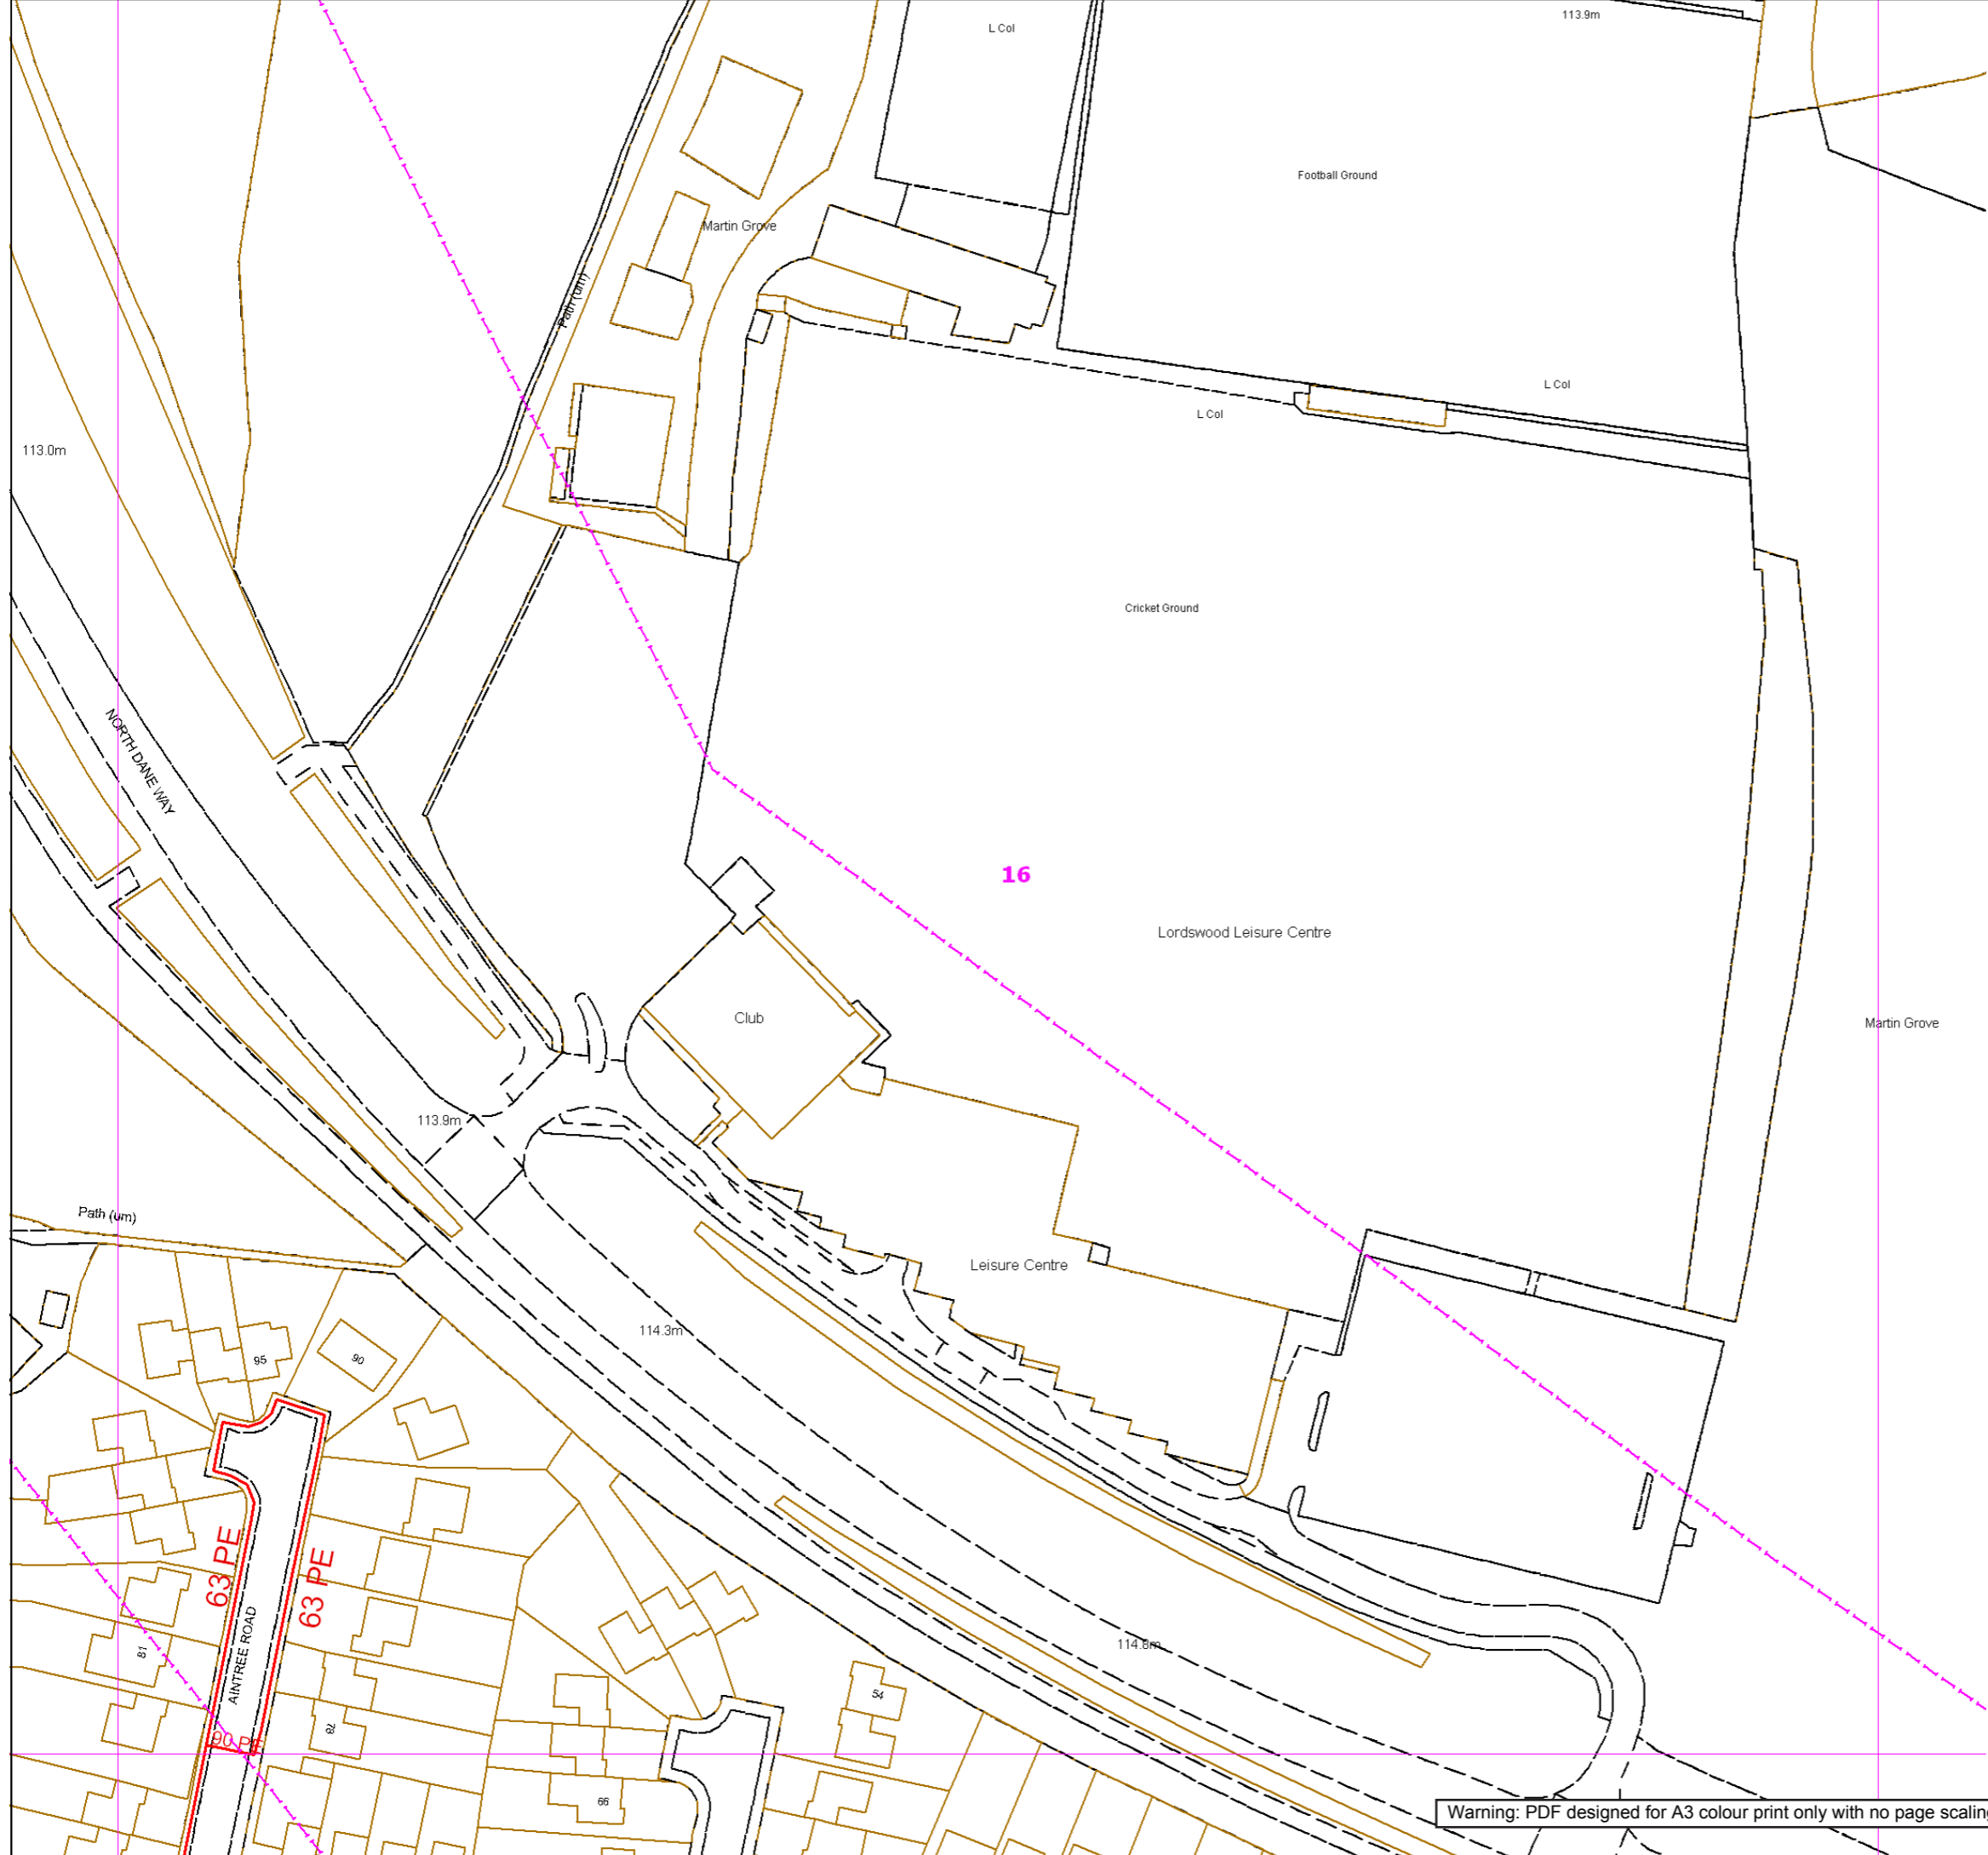 L Col
113.9m
Football Ground
Martin Grove
Path (um)
L Col
L Col
113.0m
Cricket Ground
NORTH DANE WAY
16
Lordswood Leisure Centre
Club
Martin Grove
113.9m
Path (um)
Leisure Centre
114.3m
95
90
63 PE
63 PE
AINTREE ROAD
81
114.8m
54
79
90 PE
66
Warning: PDF designed for A3 colour print only with no page scaling